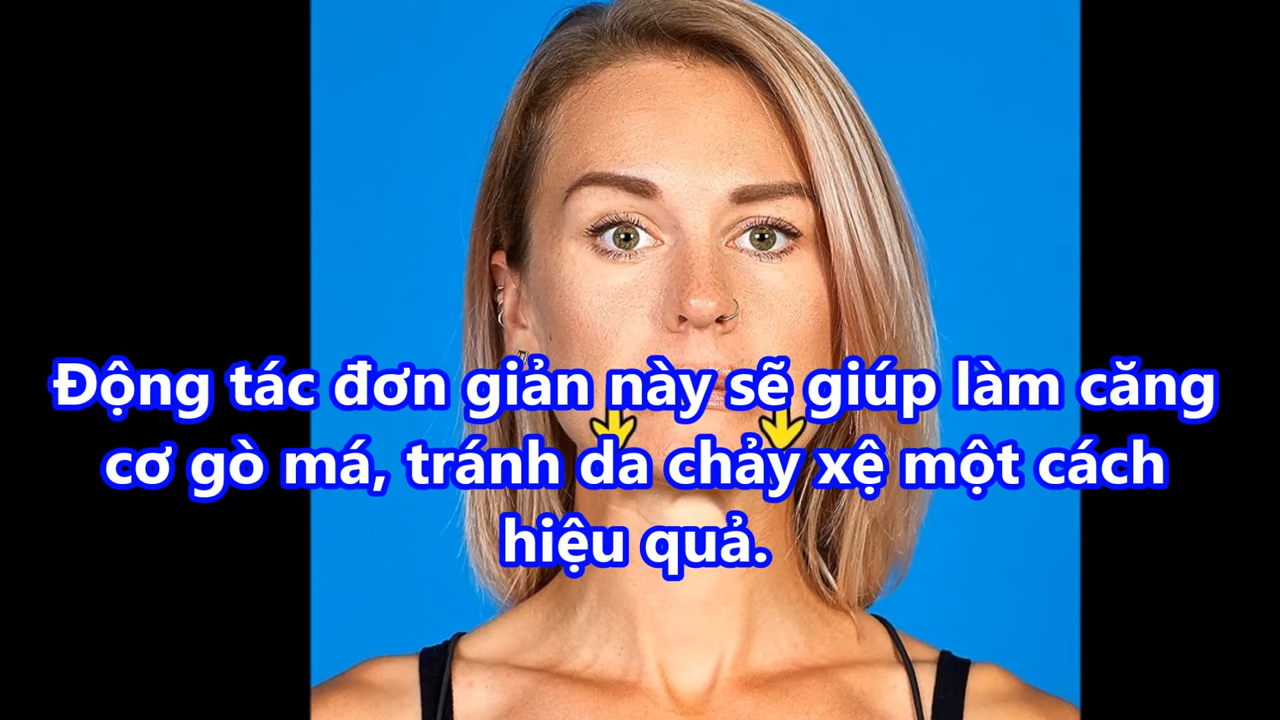 Động tác đơn giản này sẽ giúp làm căng
cơ gò má, tránh da chảy xệ một cách
hiệu quả.